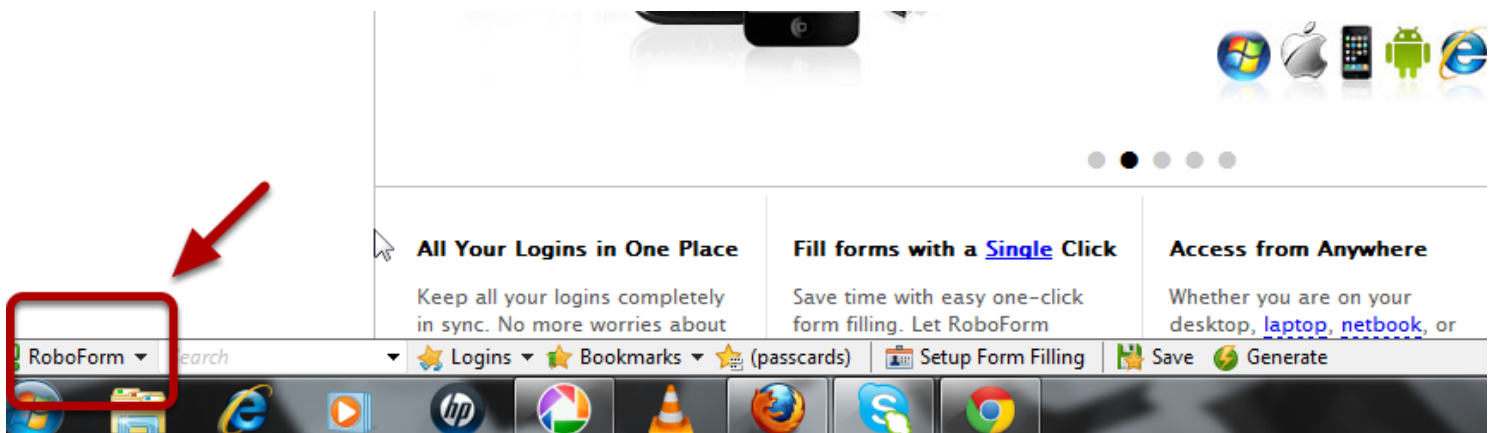 All Your Logins in One Place
Keep all your logins completely
in sync. No more worries about
Fill forms with a Single Click
Save time with easy one-click
form filling. Let RoboForm
Access from Anywhere
Whether you are on your
desktop, laptop, netbook, or
RoboForm Search Logins Bookmarks (passcards) Setup Form Filling Save Generate
hp